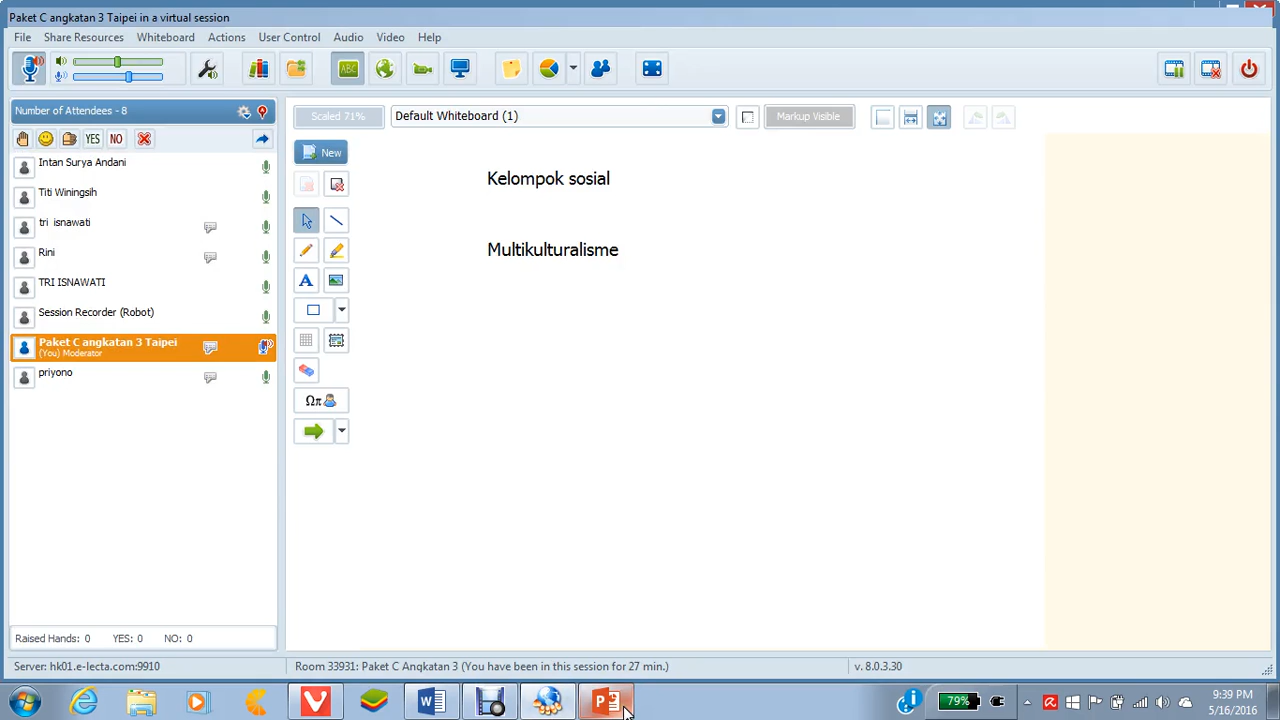 Paket C angkatan 3 Taipei in a virtual session
File Share Resources Whiteboard Actions User Control Audio Video Help
ABC
Number of Attendees - 8
YES NO
Intan Surya Andani
Titi Winingsih
tri isnawati
Rini
TRI ISNAWATI
Session Recorder (Robot)
Paket C angkatan 3 Taipei
(You) Moderator
priyono
Raised Hands: 0 YES: 0 NO: 0
Scaled 71% Default Whiteboard (1) Markup Visible
New
A
Ωπ
Kelompok sosial
Multikulturalisme
Server: hk01.e-lecta.com:9910 Room 33931: Paket C Angkatan 3 (You have been in this session for 27 min.) v. 8.0.3.30
79%
9:39 PM
5/16/2016